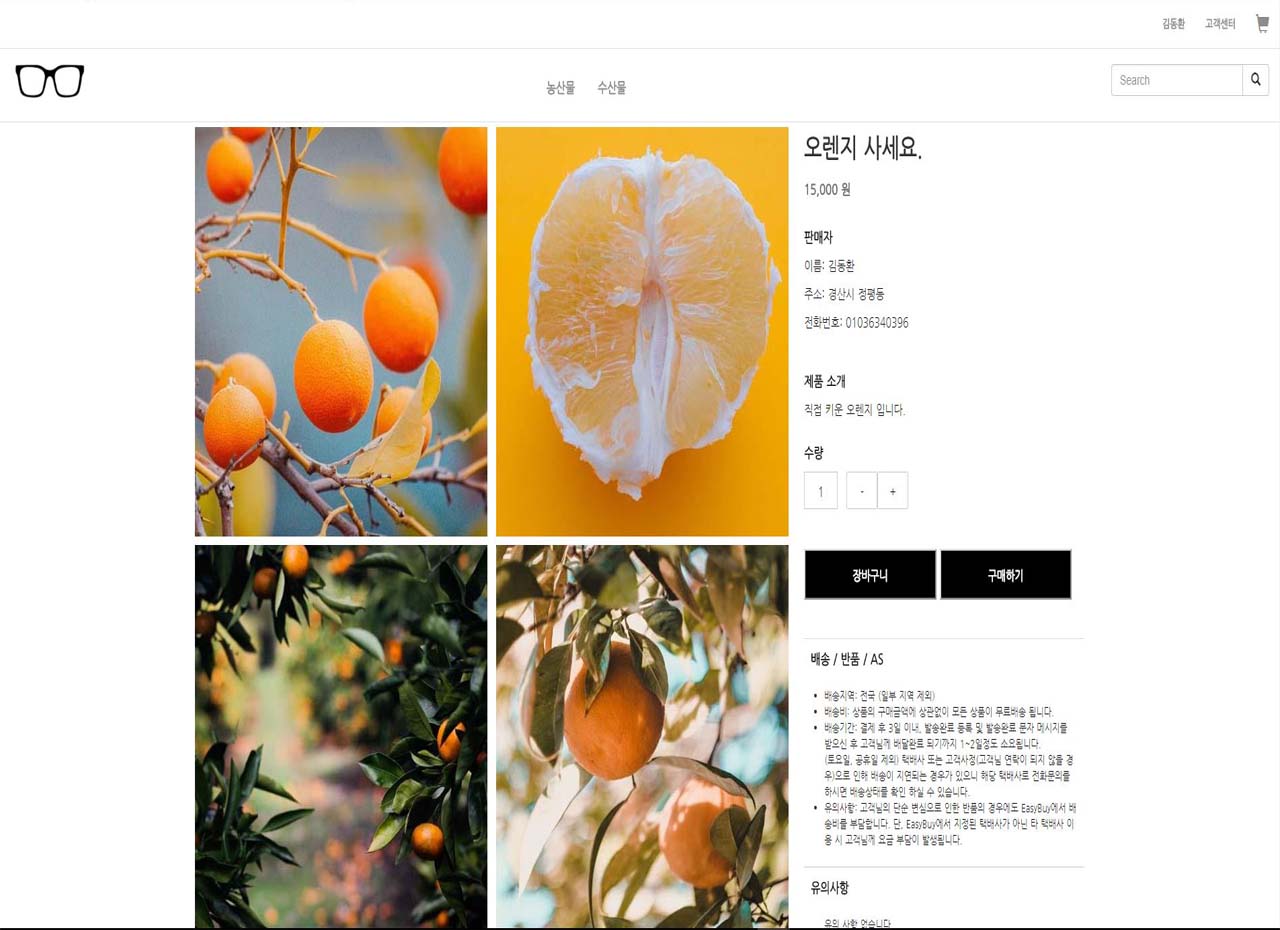 김동환 고객센터
농산물 수산물
Search
오렌지 사세요.
15,000 원
판매자
이름: 김동환
주소: 경산시 정평동
전화번호: 01036340396
제품 소개
직접 키운 오렌지 입니다.
수량
1 - +
장바구니 구매하기
배송 / 반품 / AS
• 배송지역: 전국 (일부 지역 제외)
• 배송비: 상품의 구매금액에 상관없이 모든 상품이 무료배송 됩니다.
• 배송기간: 결제 후 3일 이내, 발송완료 등록 및 발송완료 문자 메시지를
받으신 후 고객님께 배달완료 되기까지 1~2일정도 소요됩니다.
(토요일, 공휴일 제외) 택배사 또는 고객사정(고객님 연락이 되지 않을 경
우)으로 인해 배송이 지연되는 경우가 있으니 해당 택배사로 전화문의를
하시면 배송상태를 확인 하실 수 있습니다.
• 유의사항: 고객님의 단순 변심으로 인한 반품의 경우에도 EasyBuy에서 배
송비를 부담합니다. 단, EasyBuy에서 지정된 택배사가 아닌 타 택배사 이
용 시 고객님께 요금 부담이 발생됩니다.
유의사항
유의 사항 없습니다